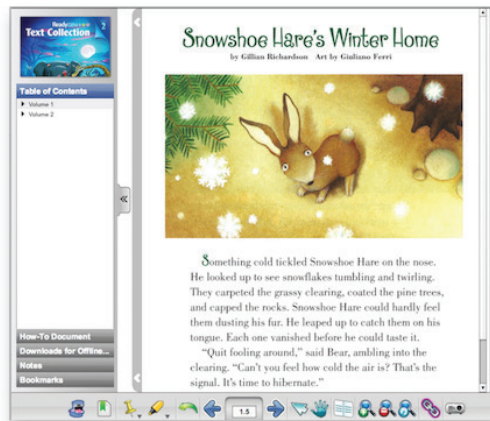 Ready GEN
2
Text Collection
Table of Contents
Volume 1
Volume 2
How-To Document
Downloads for Offline...
Notes
Bookmarks
Snowshoe Hare's Winter Home
by Gillian Richardson Art by Giuliano Ferri
Something cold tickled Snowshoe Hare on the nose.
He looked up to see snowflakes tumbling and twirling.
They carpeted the grassy clearing, coated the pine trees,
and capped the rocks. Snowshoe Hare could hardly feel
them dusting his fur. He leaped up to catch them on his
tongue. Each one vanished before he could taste it.
"Quit fooling around," said Bear, ambling into the
clearing. "Can't you feel how cold the air is? That's the
signal. It's time to hibernate."
1.5